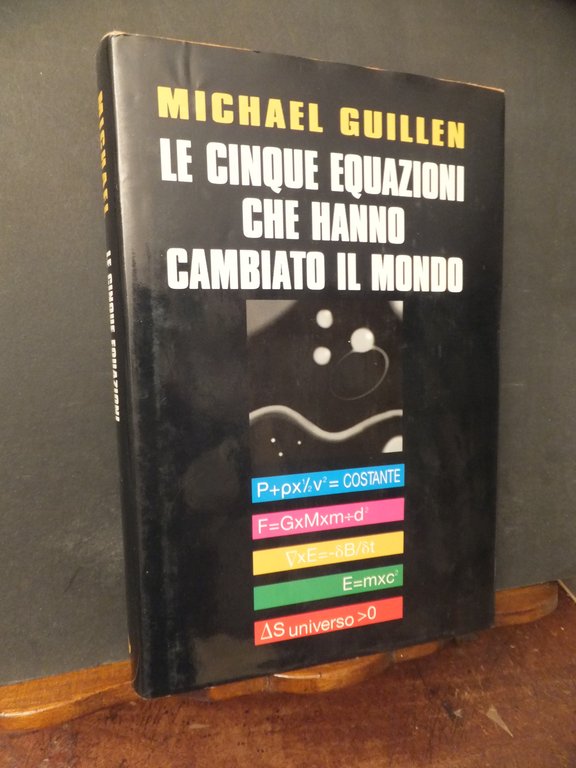 MICHAEL GUILLEN
LE CINQUE EQUAZIONI
CHE HANNO
CAMBIATO IL MONDO
P+ρx½v²= COSTANTE
F=GxMxm÷d²
∇xE=-δB/δt
E=mxc²
ΔS universo >0
MICHAEL
LE CINQUE EQUAZIONI